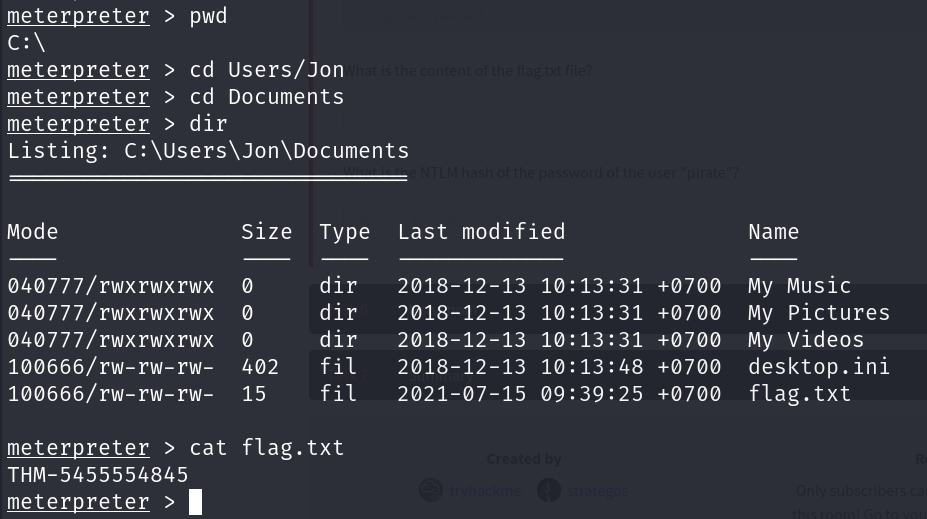 meterpreter > pwd
C:\
meterpreter > cd Users/Jon
What is the content of the flag.txt file?
meterpreter > cd Documents
meterpreter > dir
Listing: C:\Users\Jon\Documents
What is the NTLM hash of the password of the user "pirate"?
Mode Size Type Last modified Name
040777/rwxrwxrwx 0 dir 2018-12-13 10:13:31 +0700 My Music
040777/rwxrwxrwx 0 dir 2018-12-13 10:13:31 +0700 My Pictures
040777/rwxrwxrwx 0 dir 2018-12-13 10:13:31 +0700 My Videos
100666/rw-rw-rw- 402 fil 2018-12-13 10:13:48 +0700 desktop.ini
100666/rw-rw-rw- 15 fil 2021-07-15 09:39:25 +0700 flag.txt
meterpreter > cat flag.txt
Created by
THM-5455554845
tryhackme strategos
Only subscribers ca
meterpreter >
this room! Go to you